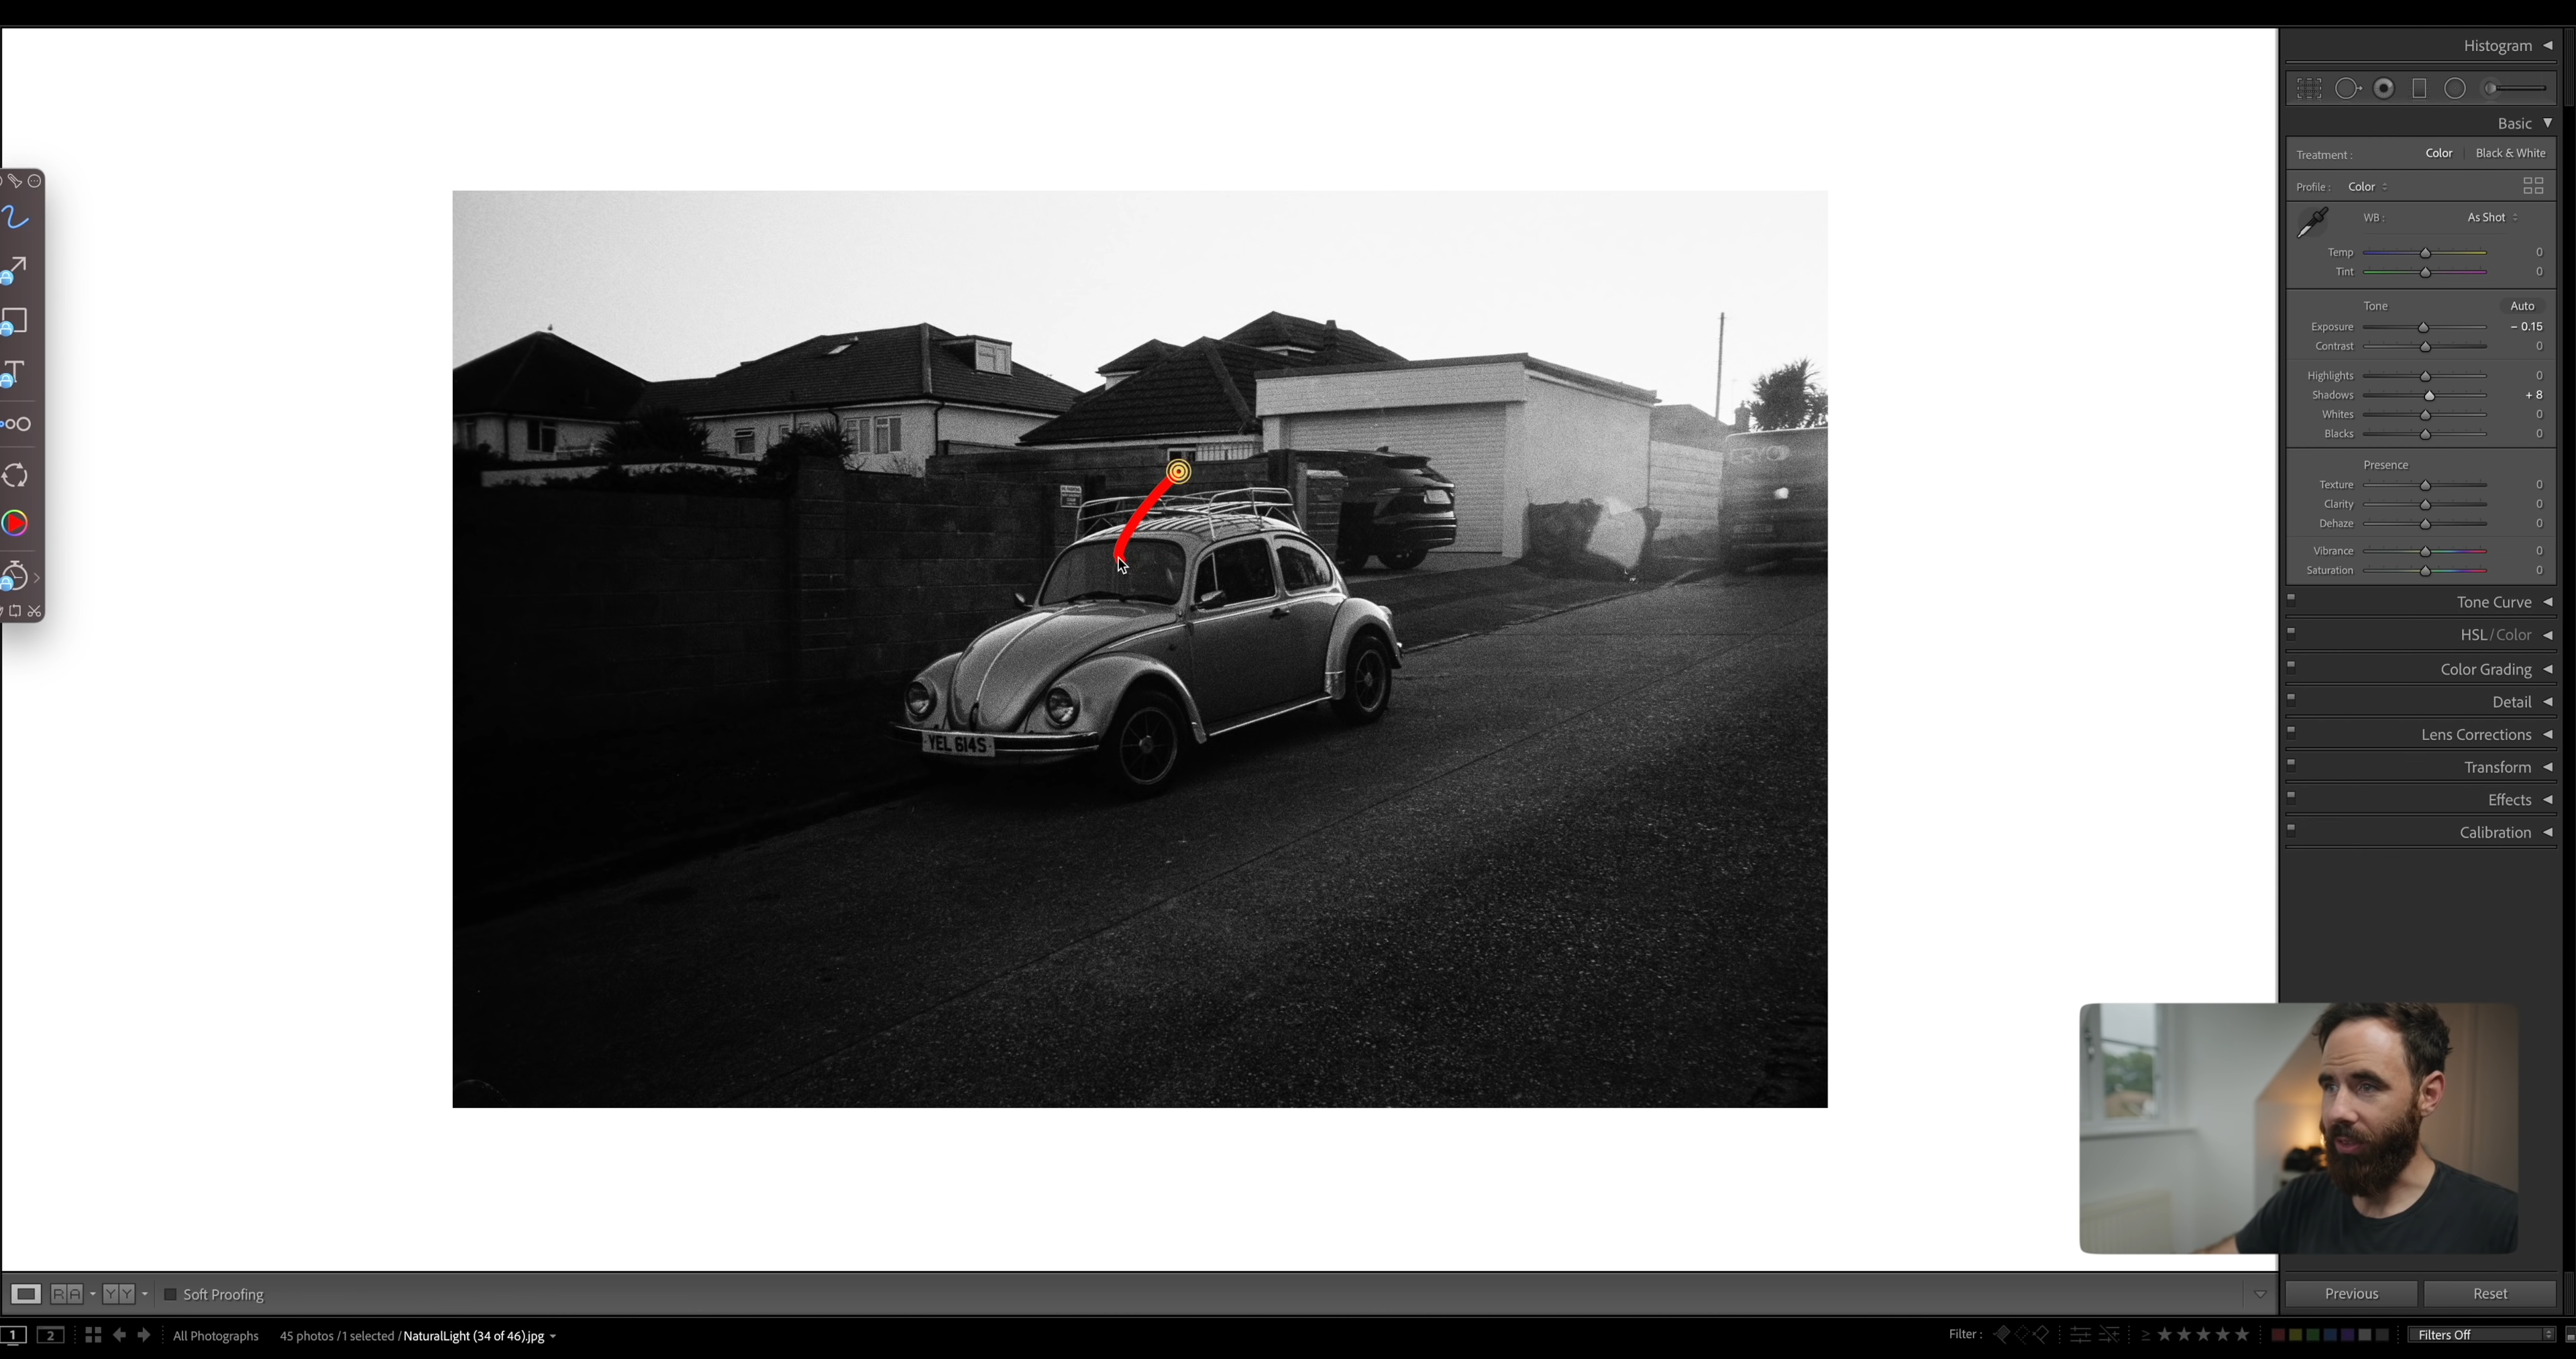 Histogram
Basic
Treatment : Color Black & White
Profile : Color
WB : As Shot
Temp 0
Tint 0
Tone Auto
Exposure – 0.15
Contrast 0
Highlights 0
Shadows + 8
Whites 0
Blacks 0
Presence
Texture 0
Clarity 0
Dehaze 0
Vibrance 0
Saturation 0
Tone Curve
HSL / Color
Color Grading
Detail
Lens Corrections
Transform
Effects
Calibration
T
CRYO
YEL 614S
R A Y Y Soft Proofing
Previous Reset
1 2 All Photographs 45 photos / 1 selected / NaturalLight (34 of 46).jpg
Filter : ≥ ★★★★★ Filters Off